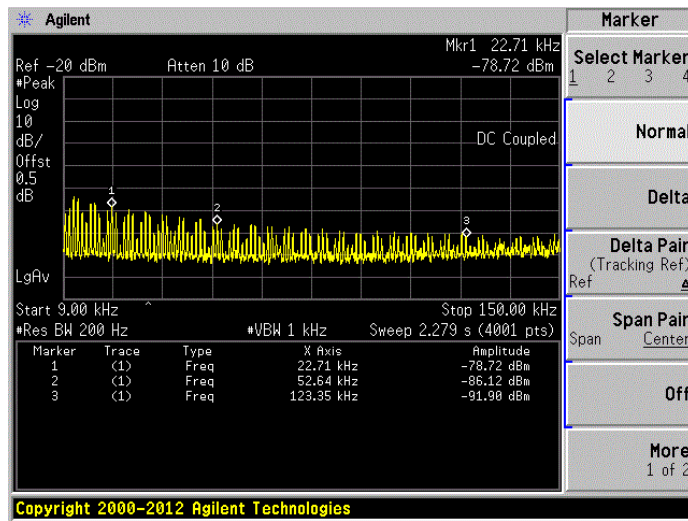 Agilent
Marker
Mkr1 22.71 kHz
Ref -20 dBm Atten 10 dB -78.72 dBm
#Peak
Log
10
dB/
Offst
0.5
dB
DC Coupled
1
2
3
LgAv
Start 9.00 kHz ^ Stop 150.00 kHz
#Res BW 200 Hz #VBW 1 kHz Sweep 2.279 s (4001 pts)
Marker Trace Type X Axis Amplitude
1 (1) Freq 22.71 kHz -78.72 dBm
2 (1) Freq 52.64 kHz -86.12 dBm
3 (1) Freq 123.35 kHz -91.90 dBm
Select Marker
1 2 3 4
Normal
Delta
Delta Pair
(Tracking Ref)
Ref Δ
Span Pair
Span Center
Off
More
1 of 2
Copyright 2000-2012 Agilent Technologies